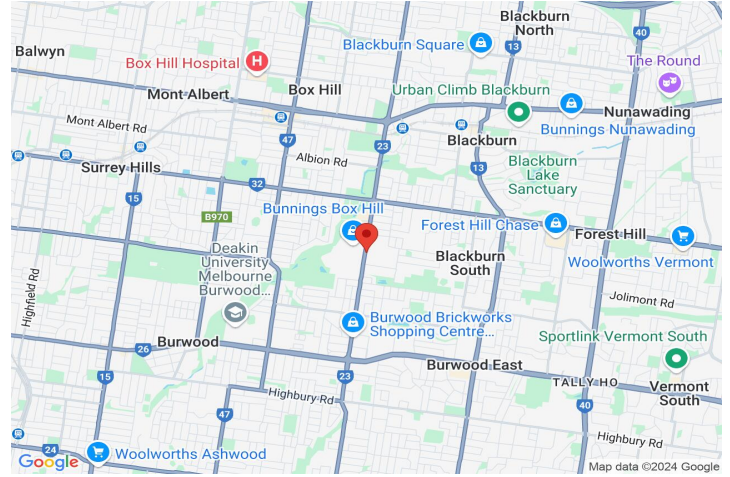 Blackburn
North
40
Balwyn
Blackburn Square
13
Box Hill Hospital
H
The Round
Mont Albert
Box Hill
Urban Climb Blackburn
Nunawading
Mont Albert Rd
Bunnings Nunawading
47
23
Blackburn
Albion Rd
Blackburn
Lake
Sanctuary
Surrey Hills
13
32
15
Bunnings Box Hill
B970
Forest Hill Chase
Forest Hill
Deakin
University
Melbourne
Burwood...
Blackburn
South
Woolworths Vermont
Highfield Rd
Jolimont Rd
Burwood Brickworks
Shopping Centre...
Sportlink Vermont South
Burwood
26
Burwood East
15
23
TALLY HO
Vermont
South
Highbury Rd
40
47
Highbury Rd
24
Woolworths Ashwood
Google
Map data ©2024 Google